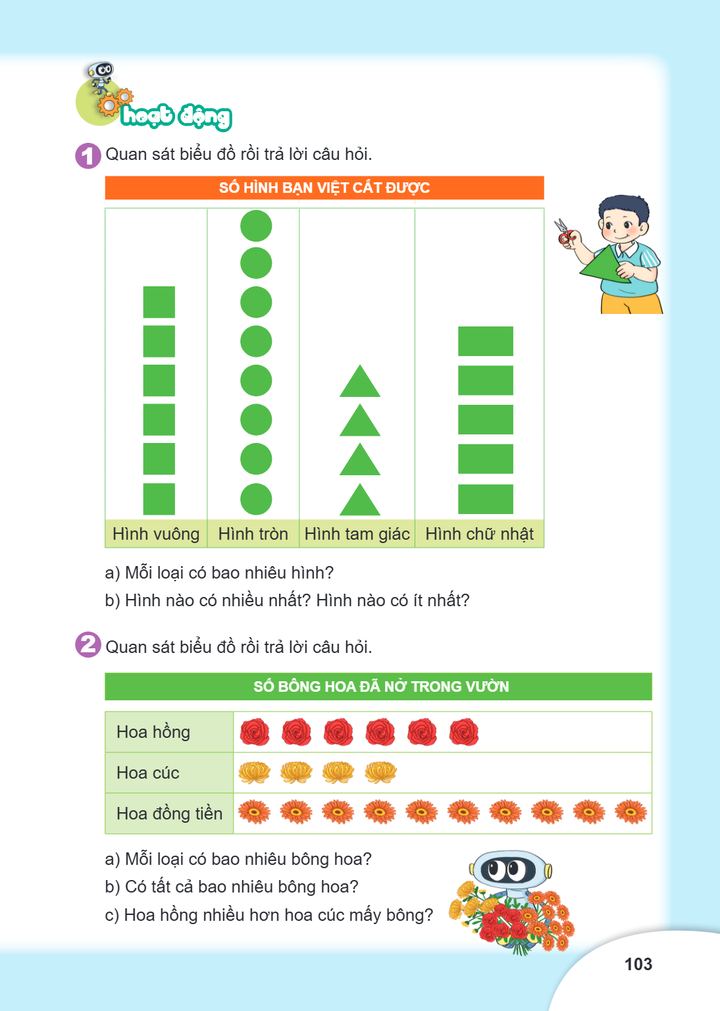 hoạt động
1 Quan sát biểu đồ rồi trả lời câu hỏi.
SỐ HÌNH BẠN VIỆT CẮT ĐƯỢC
Hình vuông Hình tròn Hình tam giác Hình chữ nhật
a) Mỗi loại có bao nhiêu hình?
b) Hình nào có nhiều nhất? Hình nào có ít nhất?
2 Quan sát biểu đồ rồi trả lời câu hỏi.
SỐ BÔNG HOA ĐÃ NỞ TRONG VƯỜN
Hoa hồng
Hoa cúc
Hoa đồng tiền
a) Mỗi loại có bao nhiêu bông hoa?
b) Có tất cả bao nhiêu bông hoa?
c) Hoa hồng nhiều hơn hoa cúc mấy bông?
103